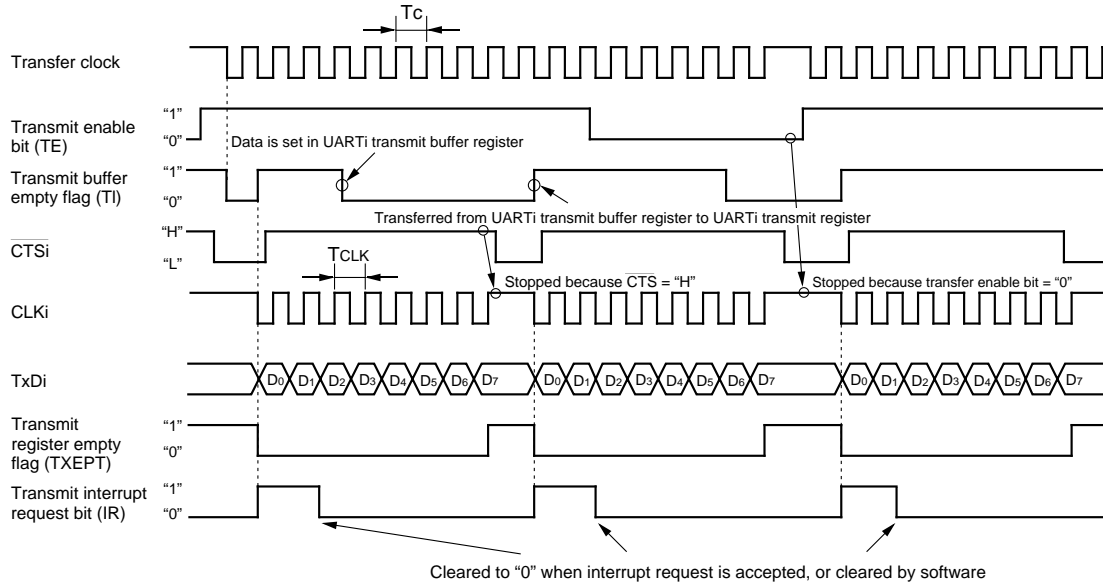 Tc
Transfer clock
Transmit enable
bit (TE)
“1”
“0”
Data is set in UARTi transmit buffer register
Transmit buffer
empty flag (TI)
“1”
“0”
Transferred from UARTi transmit buffer register to UARTi transmit register
CTSi
“H”
“L”
TCLK
Stopped because CTS = “H”
Stopped because transfer enable bit = “0”
CLKi
TxDi
D0 D1 D2 D3 D4 D5 D6 D7 D0 D1 D2 D3 D4 D5 D6 D7 D0 D1 D2 D3 D4 D5 D6 D7
Transmit
register empty
flag (TXEPT)
“1”
“0”
Transmit interrupt
request bit (IR)
“1”
“0”
Cleared to “0” when interrupt request is accepted, or cleared by software